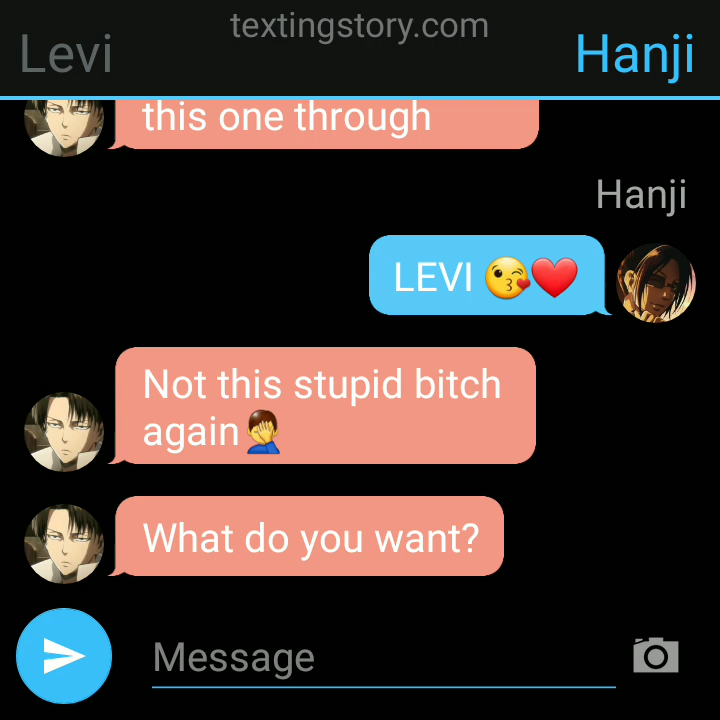 textingstory.com
Levi
Hanji
this one through
Hanji
LEVI 😘❤️
Not this stupid bitch
again🤦‍♂️
What do you want?
Message